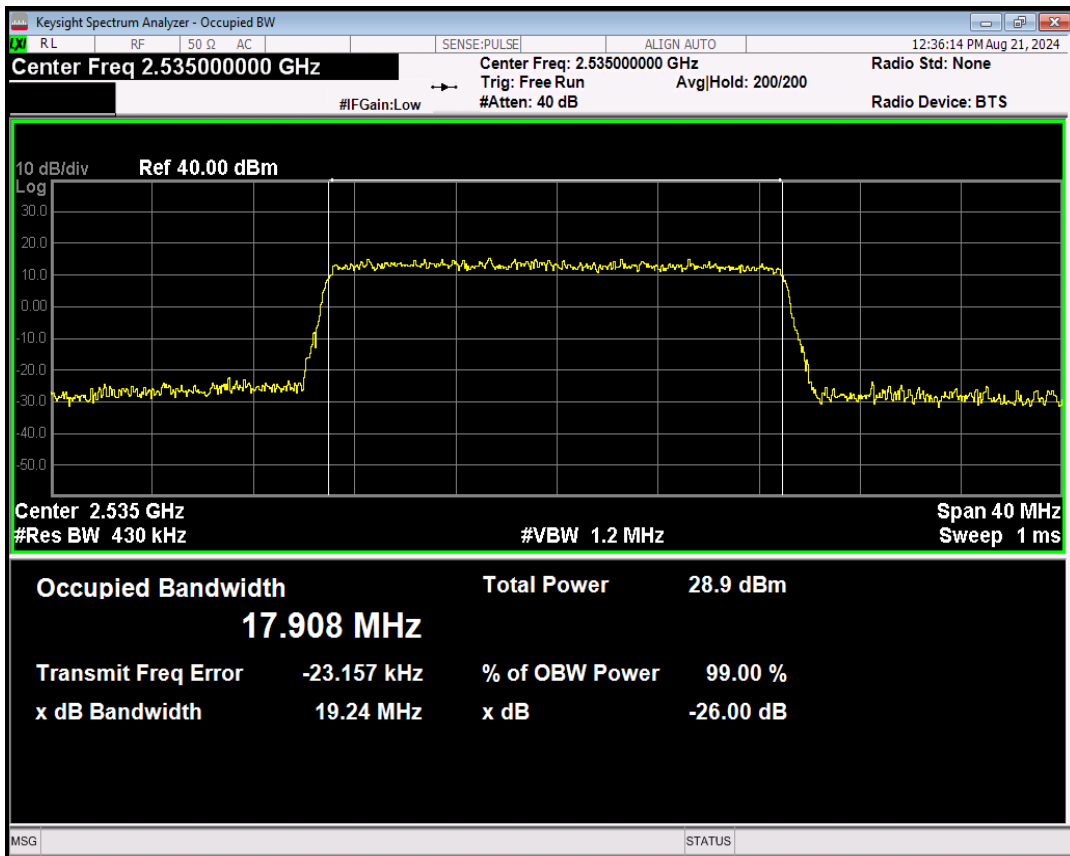 Keysight Spectrum Analyzer - Occupied BW
LXI RL RF 50 Ω AC SENSE:PULSE ALIGN AUTO 12:36:14 PM Aug 21, 2024
Center Freq 2.535000000 GHz Center Freq: 2.535000000 GHz Radio Std: None
Trig: Free Run Avg|Hold: 200/200
#IFGain:Low #Atten: 40 dB Radio Device: BTS
10 dB/div Ref 40.00 dBm
Log
30.0
20.0
10.0
0.00
-10.0
-20.0
-30.0
-40.0
-50.0
Center 2.535 GHz Span 40 MHz
#Res BW 430 kHz #VBW 1.2 MHz Sweep 1 ms
Occupied Bandwidth Total Power 28.9 dBm
17.908 MHz
Transmit Freq Error -23.157 kHz % of OBW Power 99.00 %
x dB Bandwidth 19.24 MHz x dB -26.00 dB
MSG STATUS